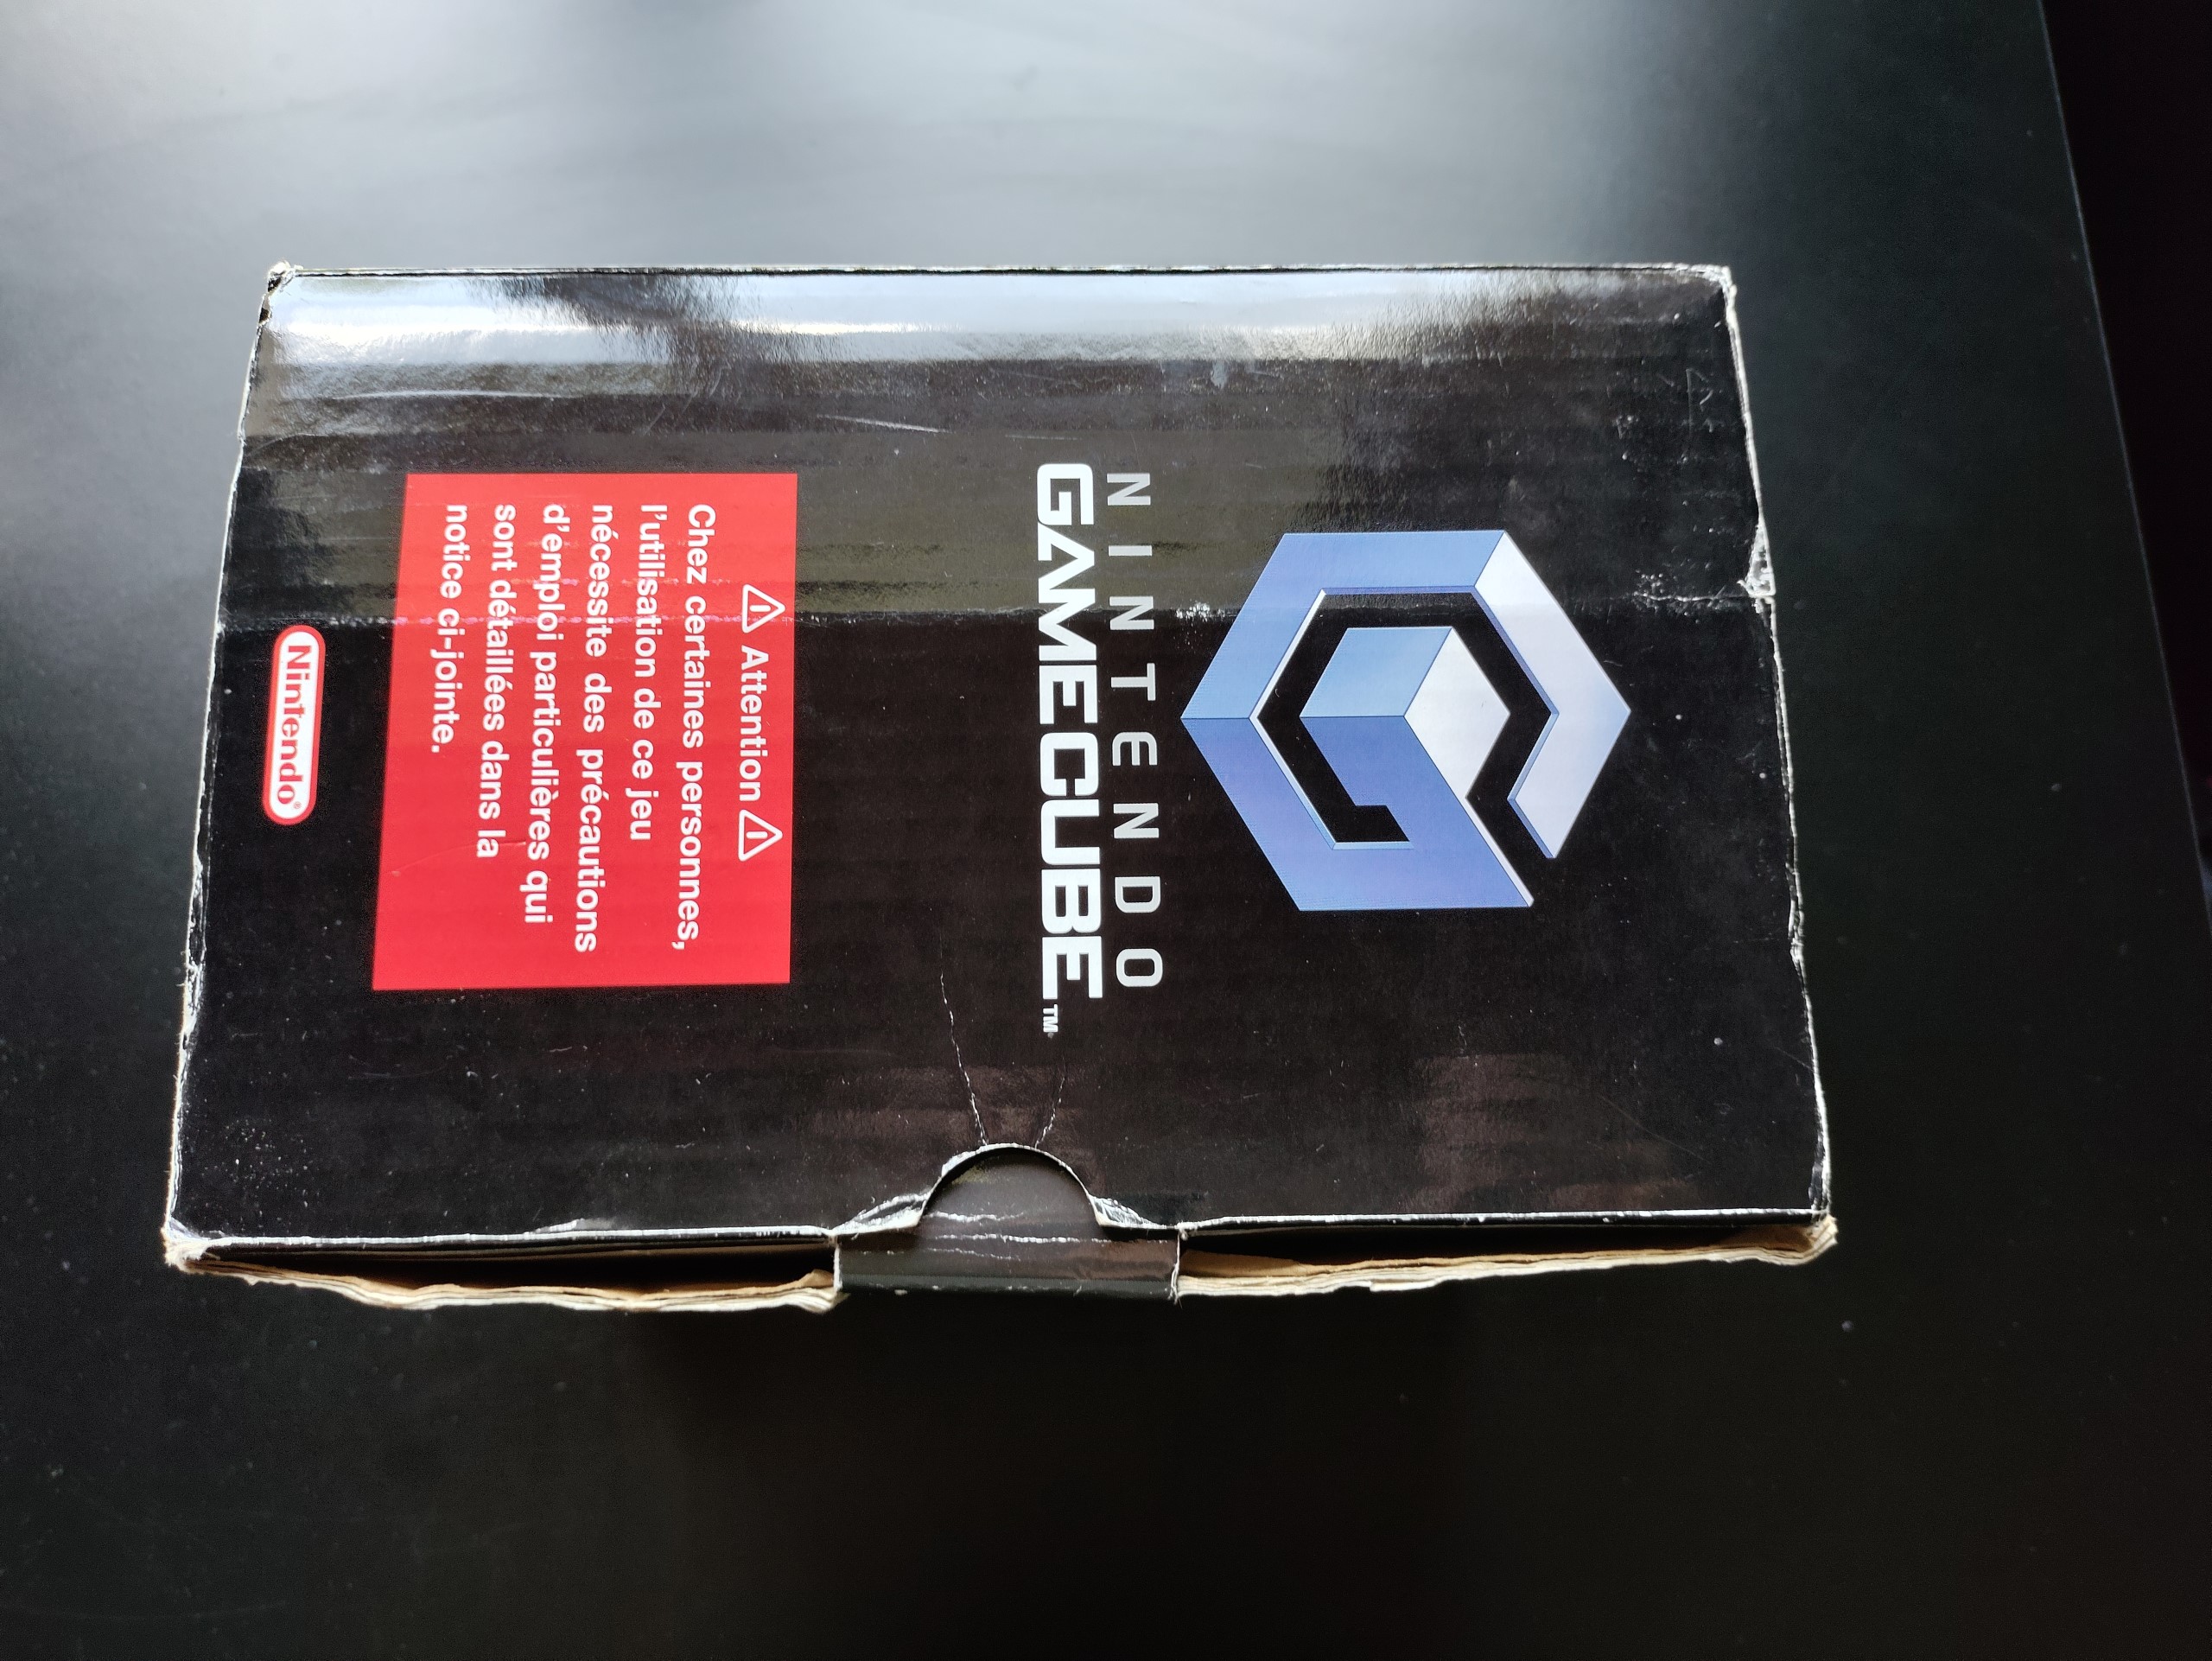 NINTENDO
GAMECUBE™
⚠ Attention ⚠
Chez certaines personnes,
l'utilisation de ce jeu
nécessite des précautions
d'emploi particulières qui
sont détaillées dans la
notice ci-jointe.
Nintendo®